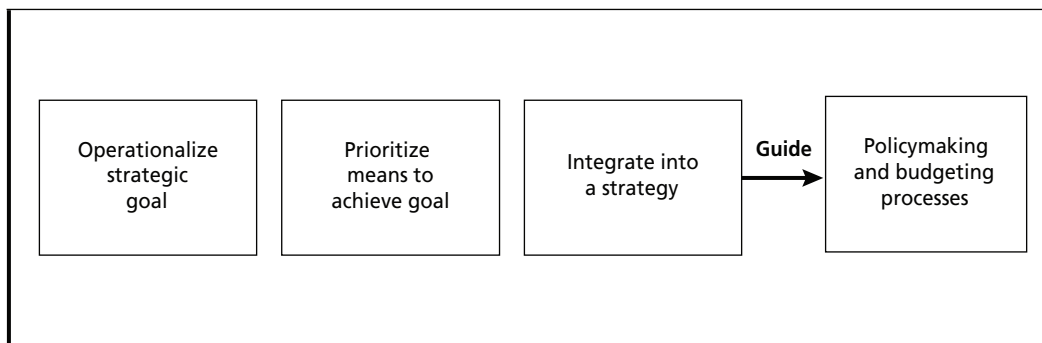 Operationalize
strategic
goal
Prioritize
means to
achieve goal
Integrate into
a strategy
Guide
Policymaking
and budgeting
processes